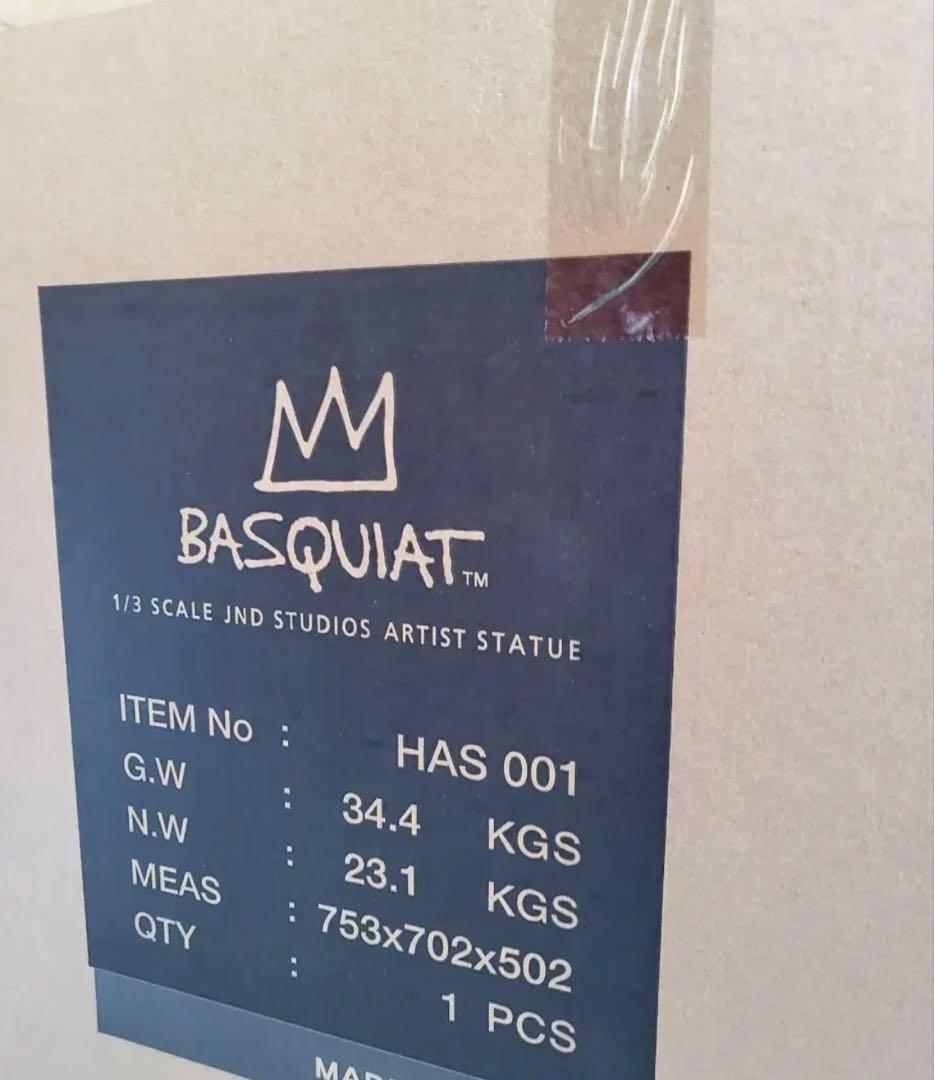 BASQUIAT™
1/3 SCALE JND STUDIOS ARTIST STATUE
ITEM No : HAS 001
G.W : 34.4 KGS
N.W : 23.1 KGS
MEAS : 753x702x502
QTY : 1 PCS